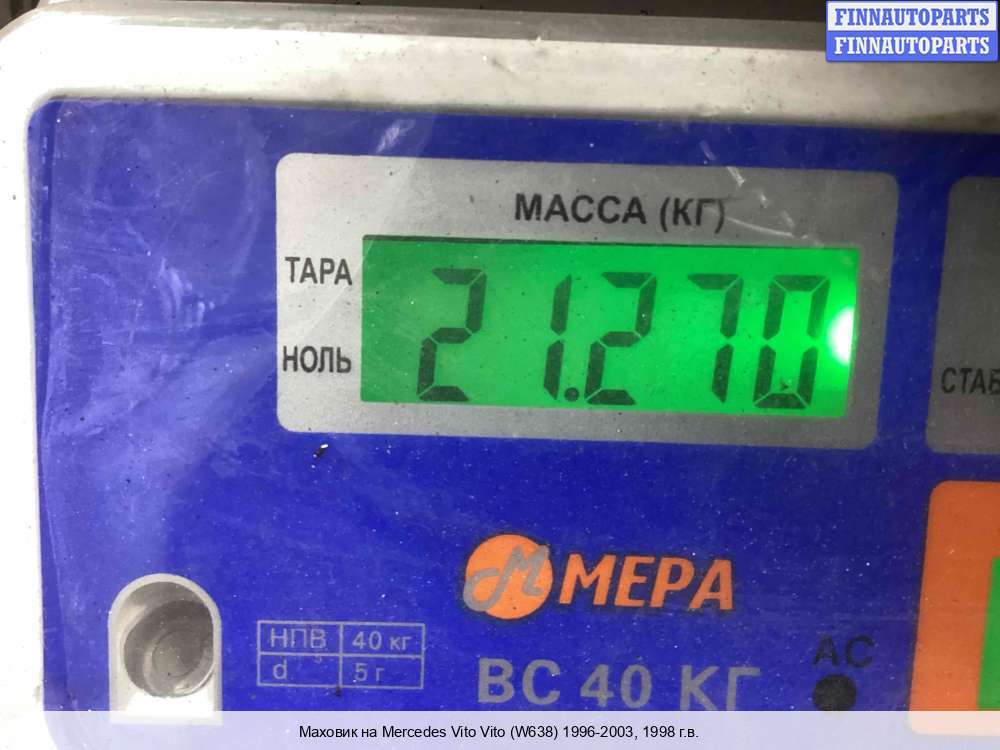 FINNAUTOPARTS
FINNAUTOPARTS
МАССА (КГ)
ТАРА
21.270
НОЛЬ
МЕРА
НПВ 40 кг
d 5 г
ВС 40 КГ
АС
Маховик на Mercedes Vito Vito (W638) 1996-2003, 1998 г.в.